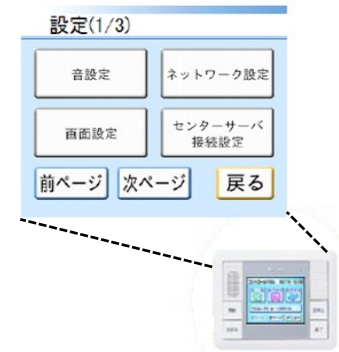 設定(1/3)
音設定
ネットワーク設定
画面設定
センターサーバ
接続設定
前ページ
次ページ
戻る